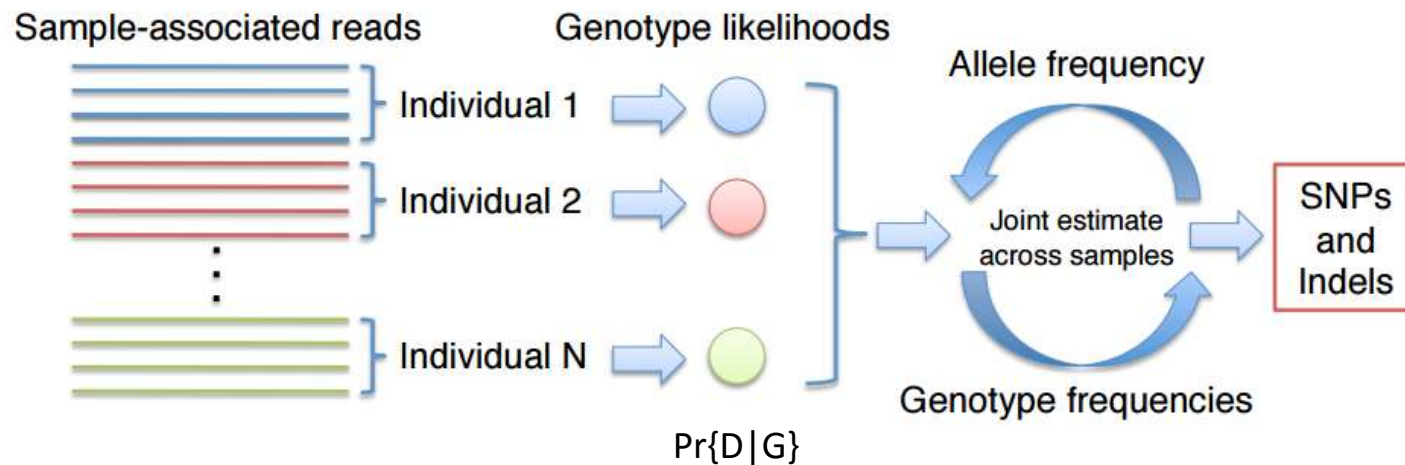 Sample-associated reads
Genotype likelihoods
Individual 1
Individual 2
Individual N
Pr{D|G}
Allele frequency
Joint estimate
across samples
Genotype frequencies
SNPs
and
Indels